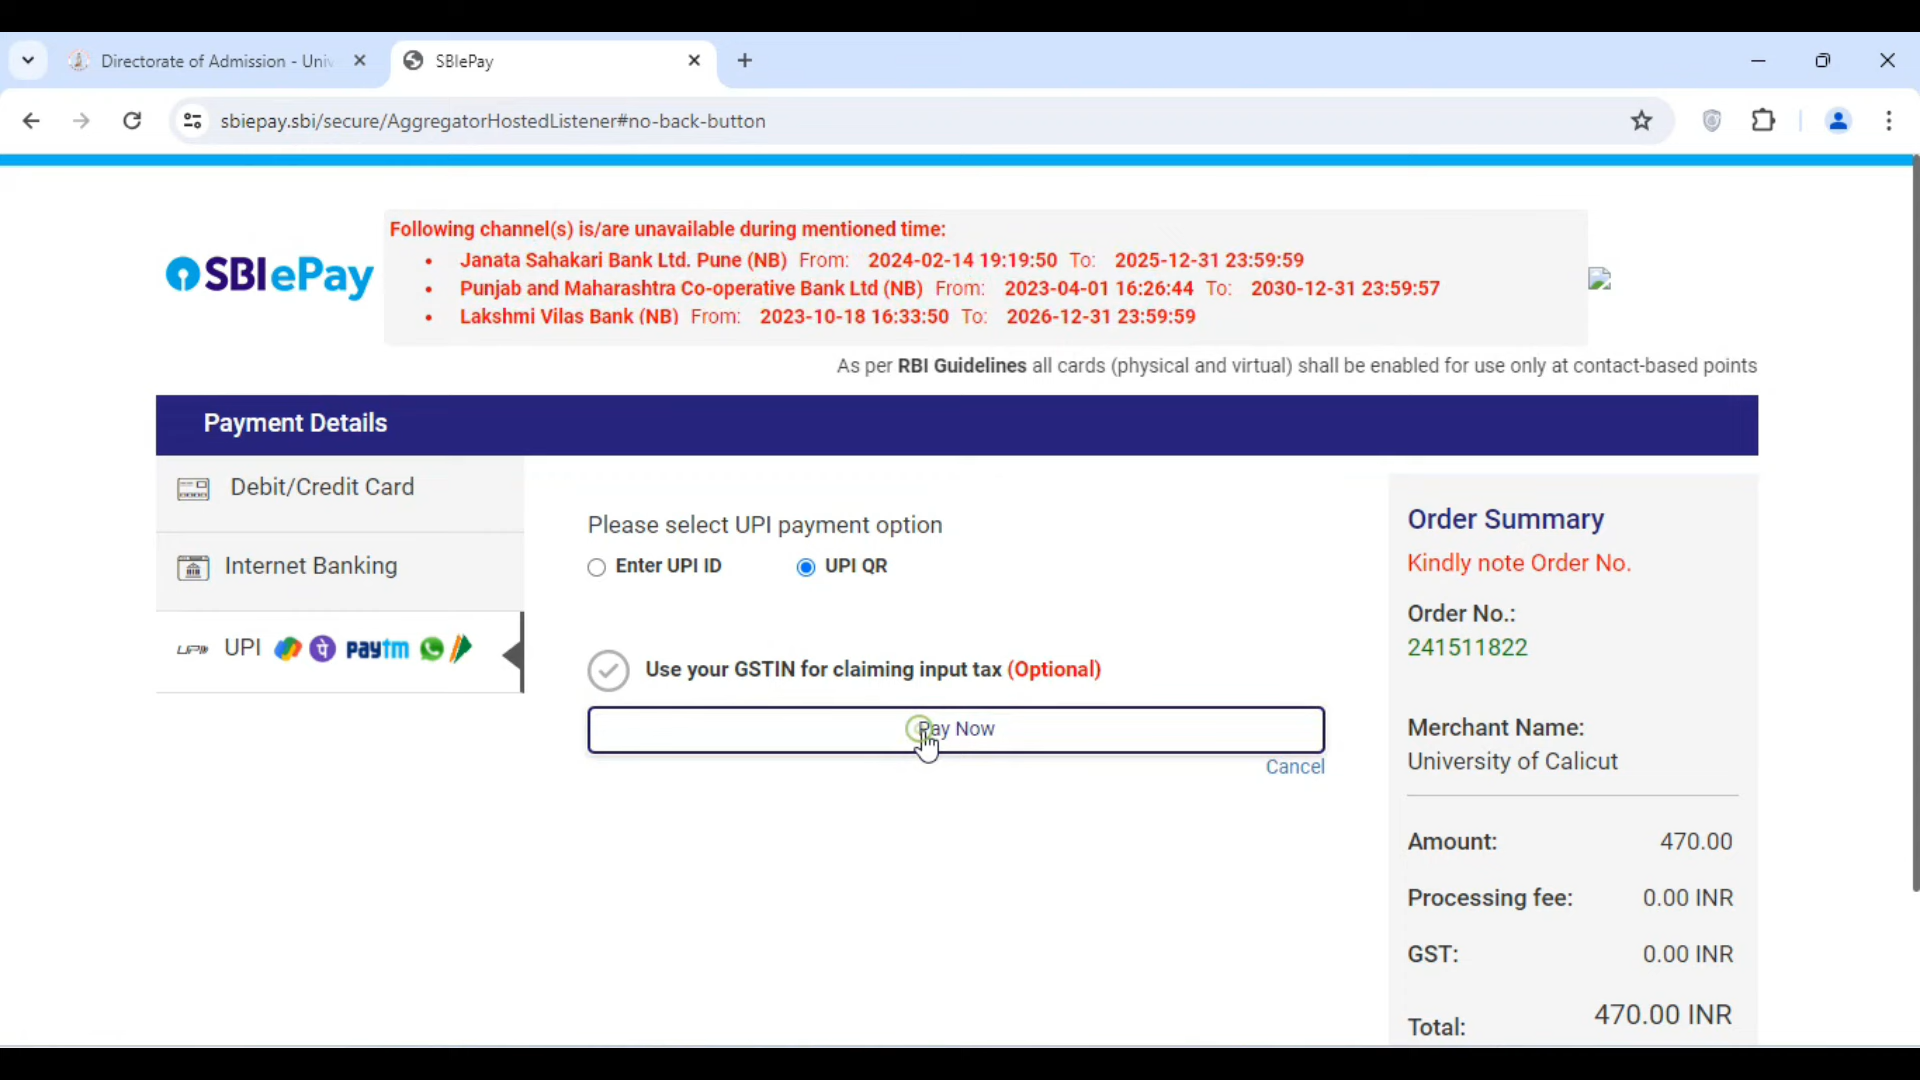 Directorate of Admission - Univ
SBIePay
sbiepay.sbi/secure/AggregatorHostedListener#no-back-button
Following channel(s) is/are unavailable during mentioned time:
• Janata Sahakari Bank Ltd. Pune (NB) From: 2024-02-14 19:19:50 To: 2025-12-31 23:59:59
• Punjab and Maharashtra Co-operative Bank Ltd (NB) From: 2023-04-01 16:26:44 To: 2030-12-31 23:59:57
• Lakshmi Vilas Bank (NB) From: 2023-10-18 16:33:50 To: 2026-12-31 23:59:59
SBI ePay
As per RBI Guidelines all cards (physical and virtual) shall be enabled for use only at contact-based points
Payment Details
Debit/Credit Card
Internet Banking
UPI UPI पे paytm
Please select UPI payment option
Enter UPI ID UPI QR
Use your GSTIN for claiming input tax (Optional)
Pay Now
Cancel
Order Summary
Kindly note Order No.
Order No.:
241511822
Merchant Name:
University of Calicut
Amount: 470.00
Processing fee: 0.00 INR
GST: 0.00 INR
Total: 470.00 INR